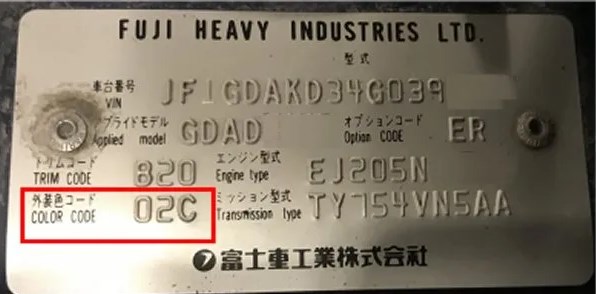 FUJI HEAVY INDUSTRIES LTD.
型式
車台番号 VIN JF1GDAKD34G039
プライドモデル Applied model GDAD オプションコード Option CODE ER
トリムコード TRIM CODE 820 エンジン型式 Engine type EJ205N
外装色コード COLOR CODE 02C ミッション型式 Transmission type TY754VN5AA
富士重工業株式会社